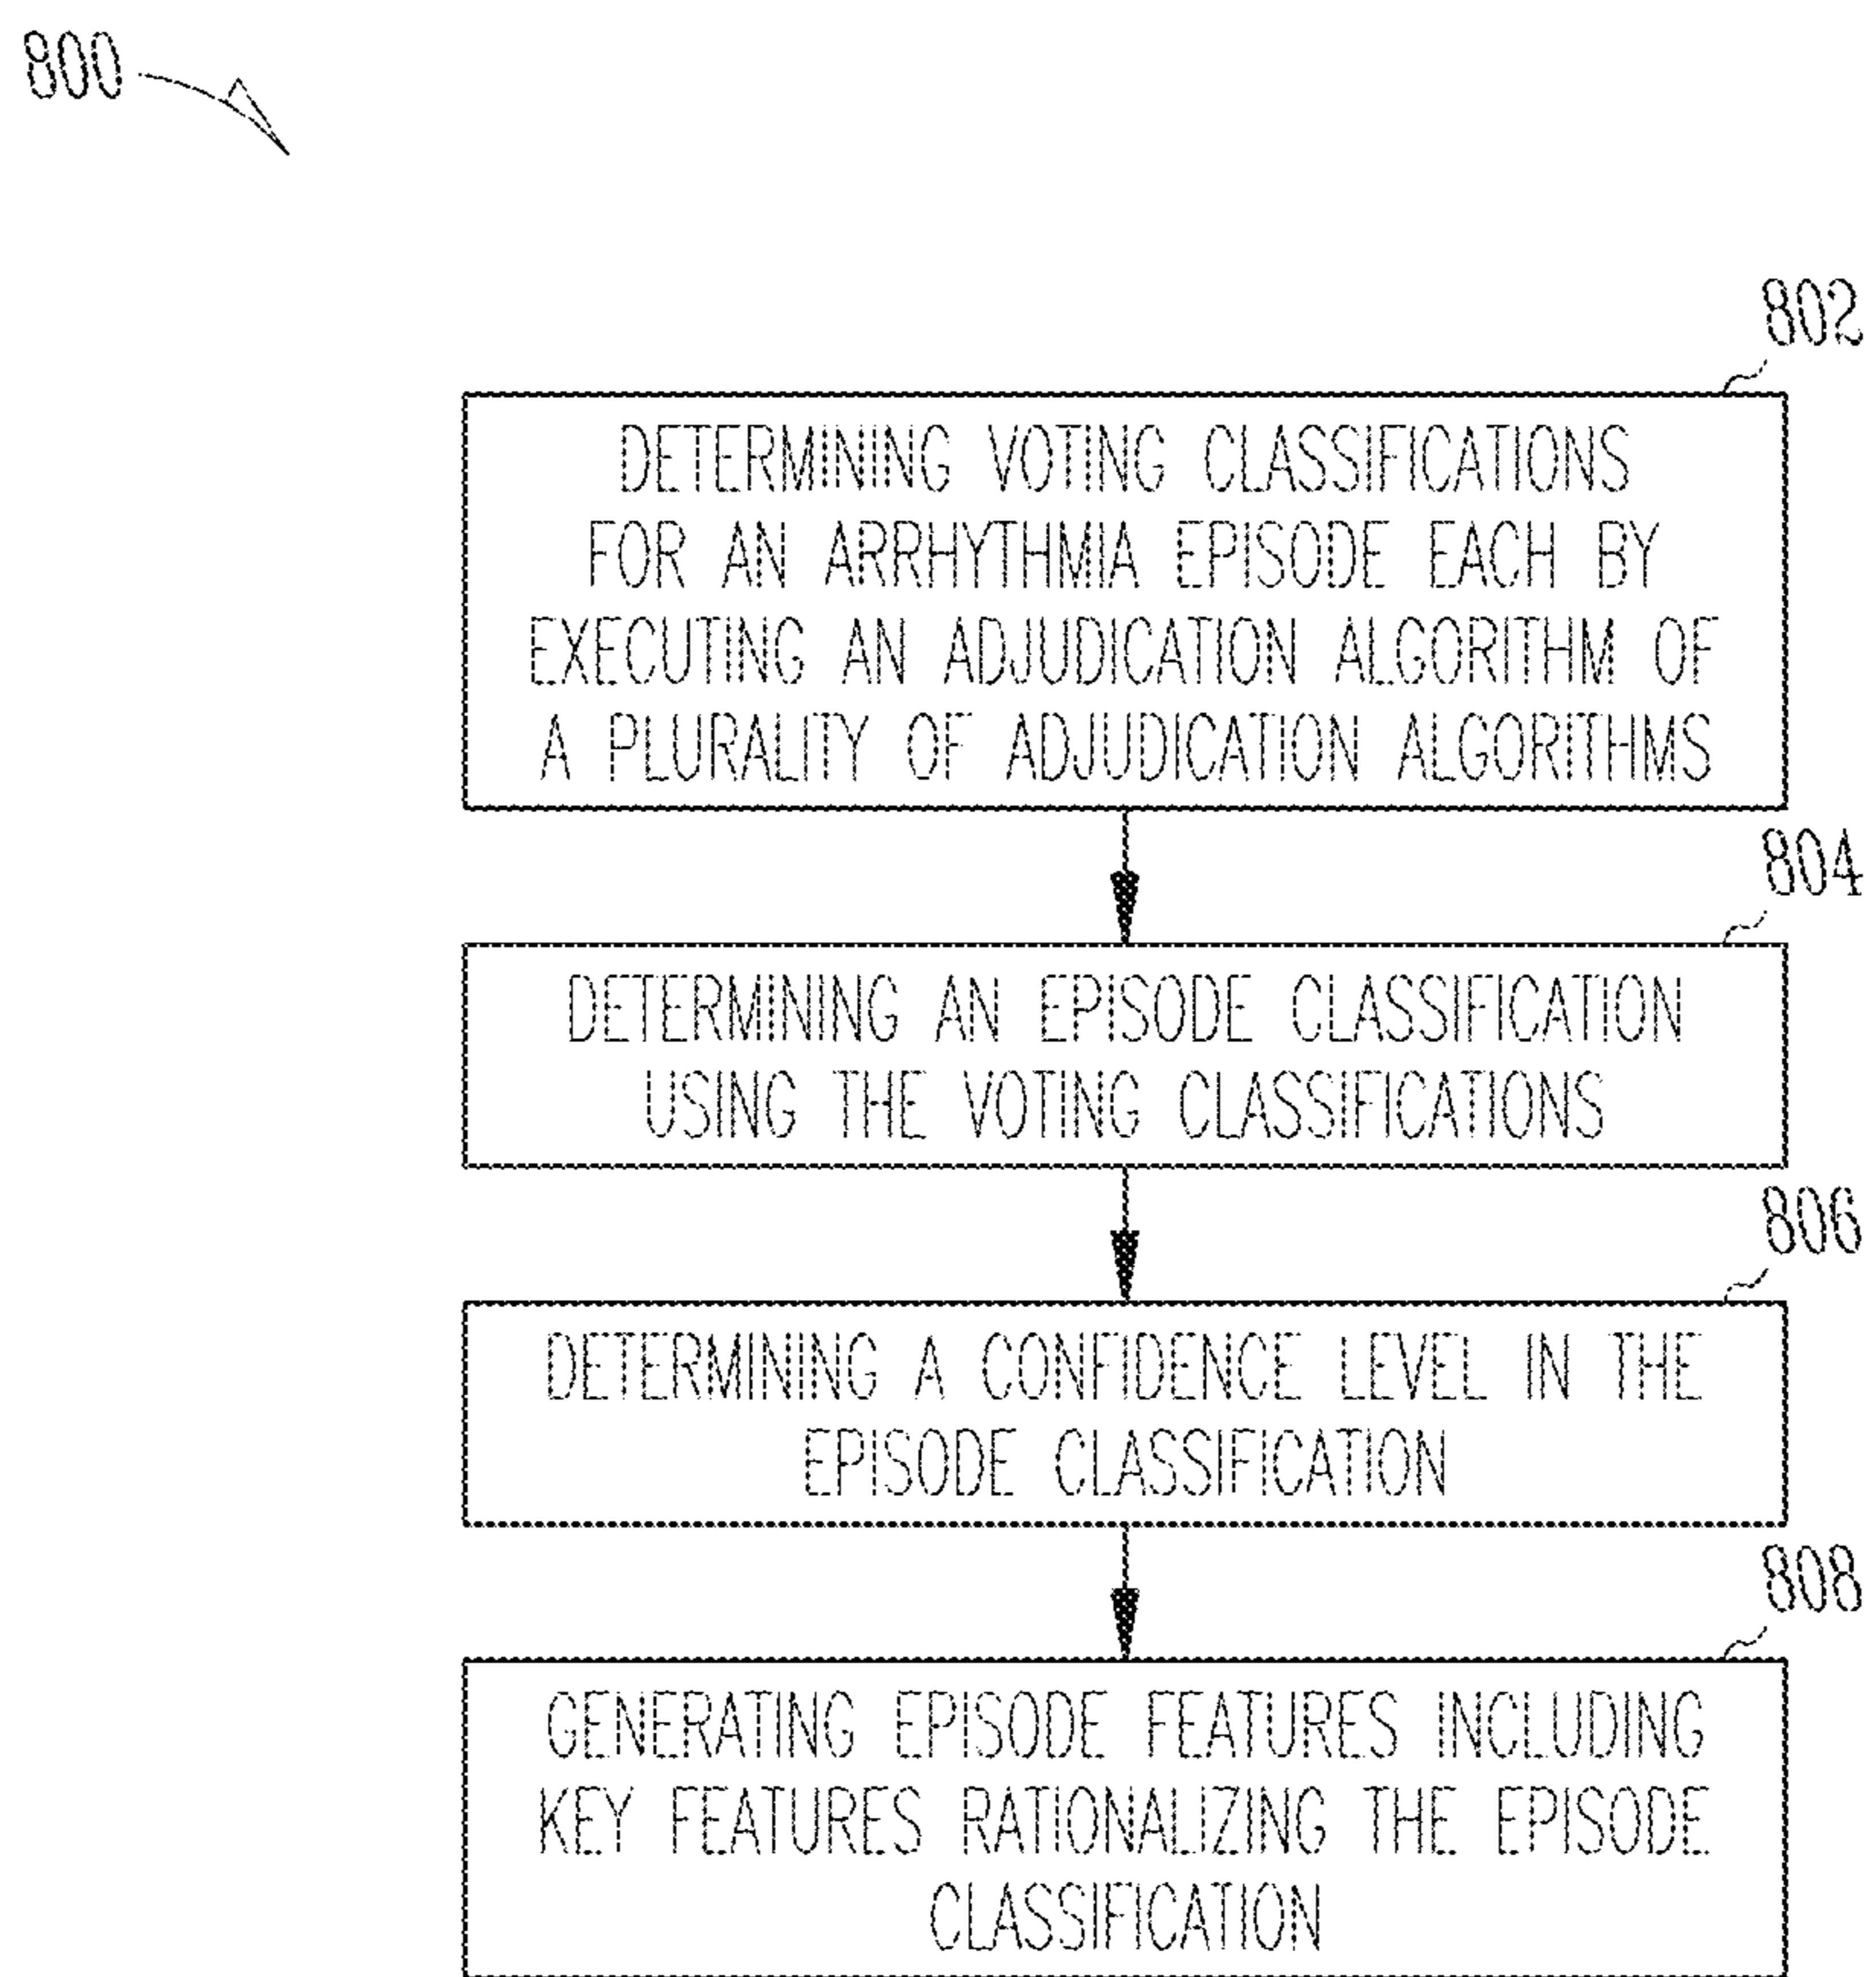 800
802
DETERMINING VOTING CLASSIFICATIONS
FOR AN ARRHYTHMIA EPISODE EACH BY
EXECUTING AN ADJUDICATION ALGORITHM OF
A PLURALITY OF ADJUDICATION ALGORITHMS
804
DETERMINING AN EPISODE CLASSIFICATION
USING THE VOTING CLASSIFICATIONS
806
DETERMINING A CONFIDENCE LEVEL IN THE
EPISODE CLASSIFICATION
808
GENERATING EPISODE FEATURES INCLUDING
KEY FEATURES RATIONALIZING THE EPISODE
CLASSIFICATION